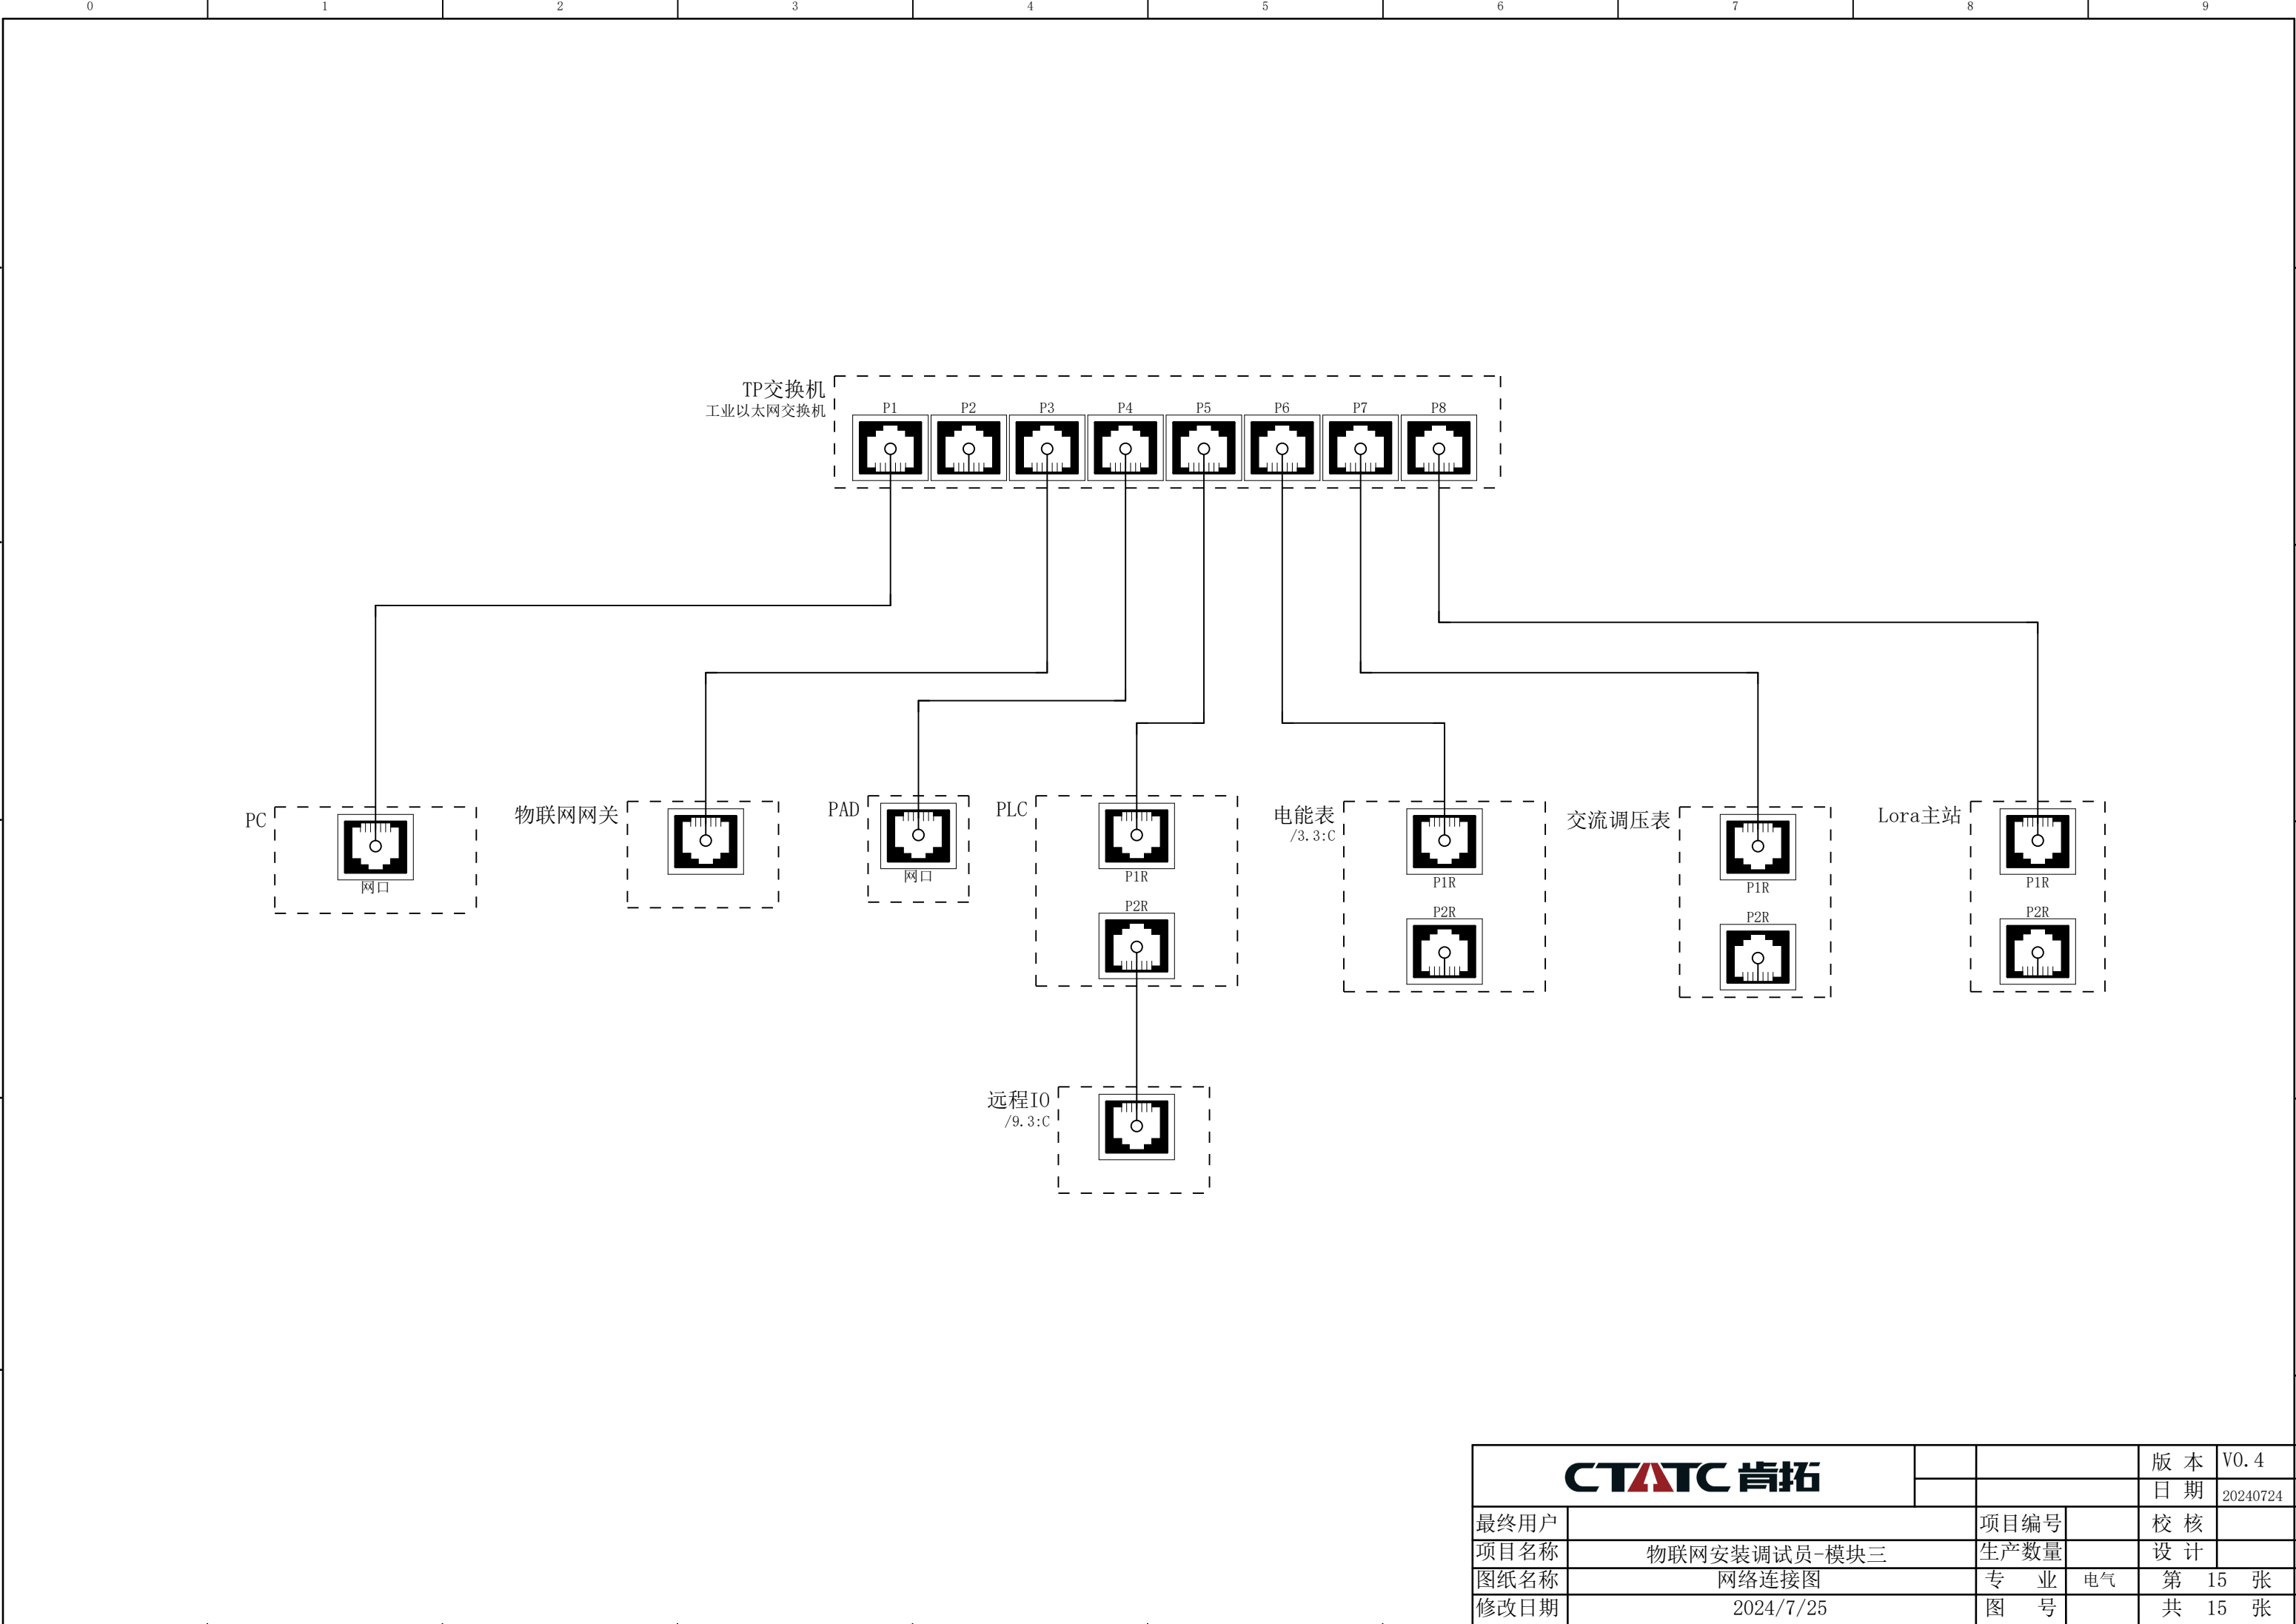 0 1 2 3 4 5 6 7 8 9
TP交换机
工业以太网交换机
P1 P2 P3 P4 P5 P6 P7 P8
PC
网口
物联网网关
PAD
网口
PLC
P1R
P2R
电能表
/3.3:C
P1R
P2R
交流调压表
P1R
P2R
Lora主站
P1R
P2R
远程IO
/9.3:C
CTATC 肯拓
版 本 V0.4
日 期 20240724
最终用户 项目编号 校 核
项目名称 物联网安装调试员-模块三 生产数量 设 计
图纸名称 网络连接图 专 业 电气 第 15 张
修改日期 2024/7/25 图 号 共 15 张